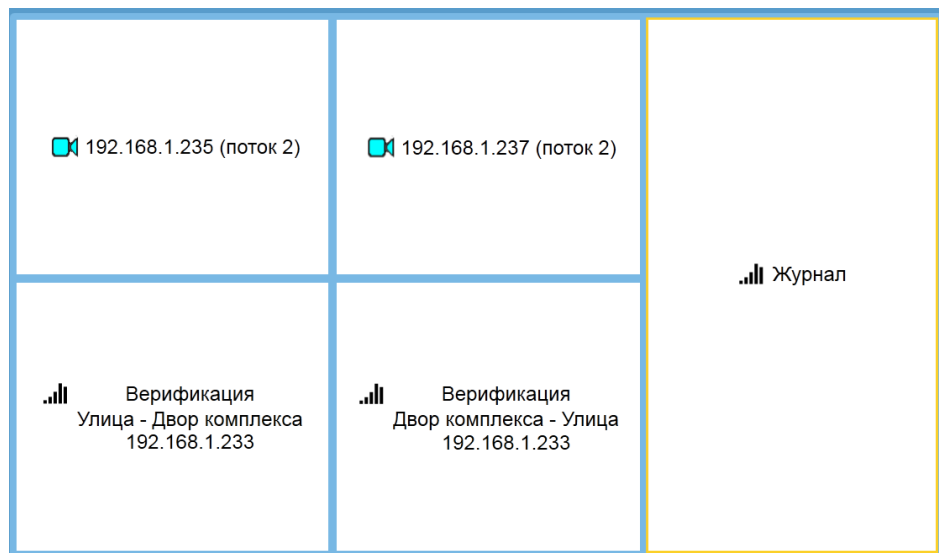 192.168.1.235 (поток 2)
192.168.1.237 (поток 2)
Журнал
Верификация
Улица - Двор комплекса
192.168.1.233
Верификация
Двор комплекса - Улица
192.168.1.233